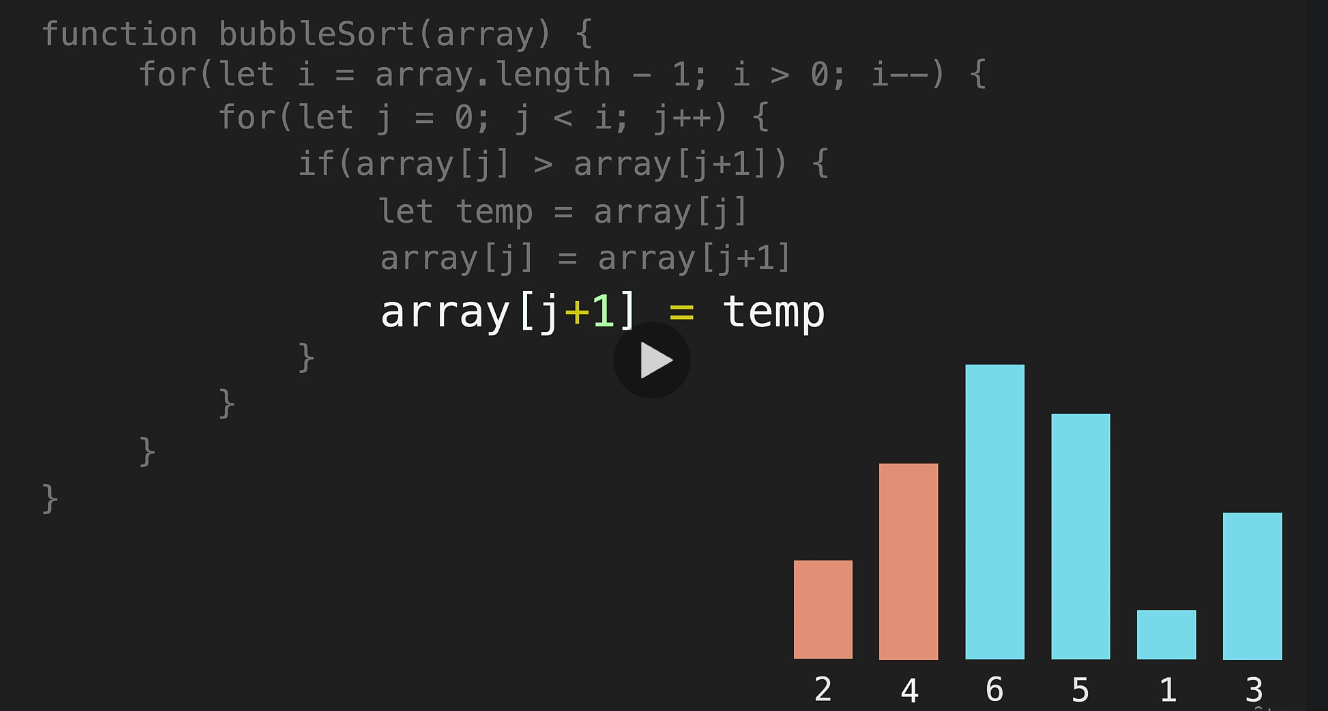 function bubbleSort(array) {
for(let i = array.length - 1; i > 0; i--) {
for(let j = 0; j < i; j++) {
if(array[j] > array[j+1]) {
let temp = array[j]
array[j] = array[j+1]
array[j+1] = temp
}
}
}
}
2 4 6 5 1 3